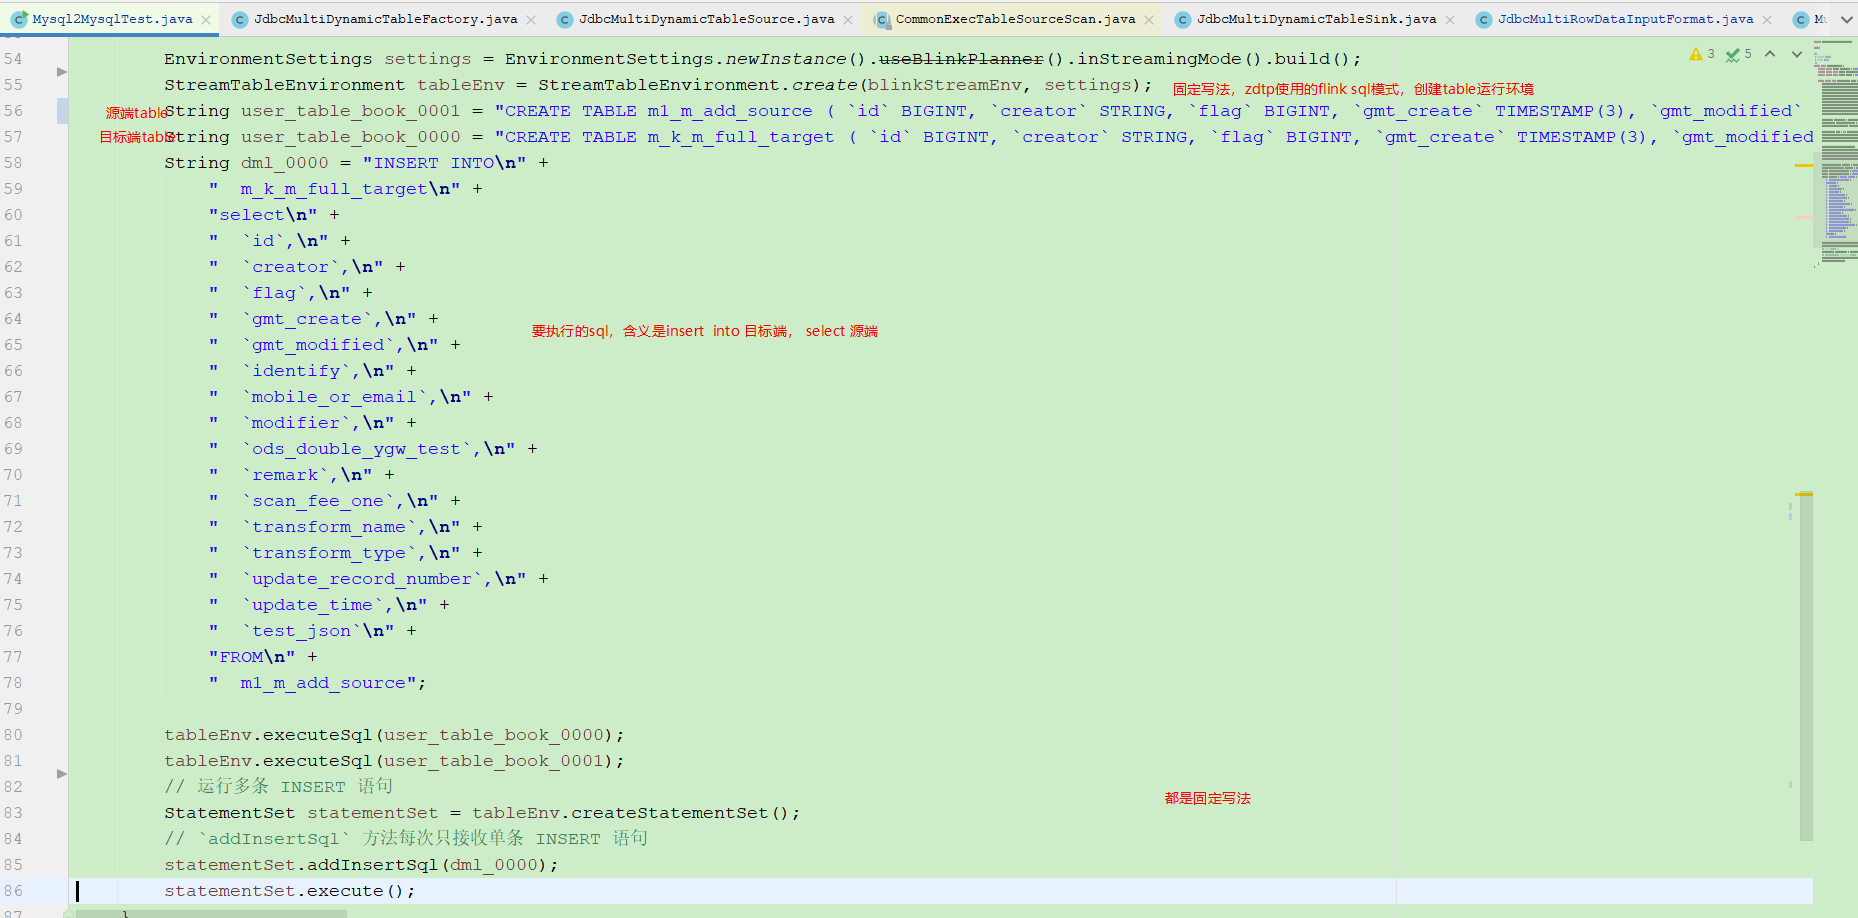 Mysql2MysqlTest.java JdbcMultiDynamicTableFactory.java JdbcMultiDynamicTableSource.java CommonExecTableSourceScan.java JdbcMultiDynamicTableSink.java JdbcMultiRowDataInputFormat.java
3 5
54 EnvironmentSettings settings = EnvironmentSettings.newInstance().useBlinkPlanner().inStreamingMode().build();
55 StreamTableEnvironment tableEnv = StreamTableEnvironment.create(blinkStreamEnv, settings); 固定写法，zdtp使用的flink sql模式，创建table运行环境
56 源端table String user_table_book_0001 = "CREATE TABLE m1_m_add_source ( `id` BIGINT, `creator` STRING, `flag` BIGINT, `gmt_create` TIMESTAMP(3), `gmt_modified`
57 目标端table String user_table_book_0000 = "CREATE TABLE m_k_m_full_target ( `id` BIGINT, `creator` STRING, `flag` BIGINT, `gmt_create` TIMESTAMP(3), `gmt_modified
58 String dml_0000 = "INSERT INTO\n" +
59 "  m_k_m_full_target\n" +
60 "select\n" +
61 "  `id`,\n" +
62 "  `creator`,\n" +
63 "  `flag`,\n" +
64 "  `gmt_create`,\n" +
要执行的sql，含义是insert  into 目标端， select 源端
65 "  `gmt_modified`,\n" +
66 "  `identify`,\n" +
67 "  `mobile_or_email`,\n" +
68 "  `modifier`,\n" +
69 "  `ods_double_ygw_test`,\n" +
70 "  `remark`,\n" +
71 "  `scan_fee_one`,\n" +
72 "  `transform_name`,\n" +
73 "  `transform_type`,\n" +
74 "  `update_record_number`,\n" +
75 "  `update_time`,\n" +
76 "  `test_json`\n" +
77 "FROM\n" +
78 "  m1_m_add_source";
79
80 tableEnv.executeSql(user_table_book_0000);
81 tableEnv.executeSql(user_table_book_0001);
82 // 运行多条 INSERT 语句
都是固定写法
83 StatementSet statementSet = tableEnv.createStatementSet();
84 // `addInsertSql` 方法每次只接收单条 INSERT 语句
85 statementSet.addInsertSql(dml_0000);
86 statementSet.execute();
87 }